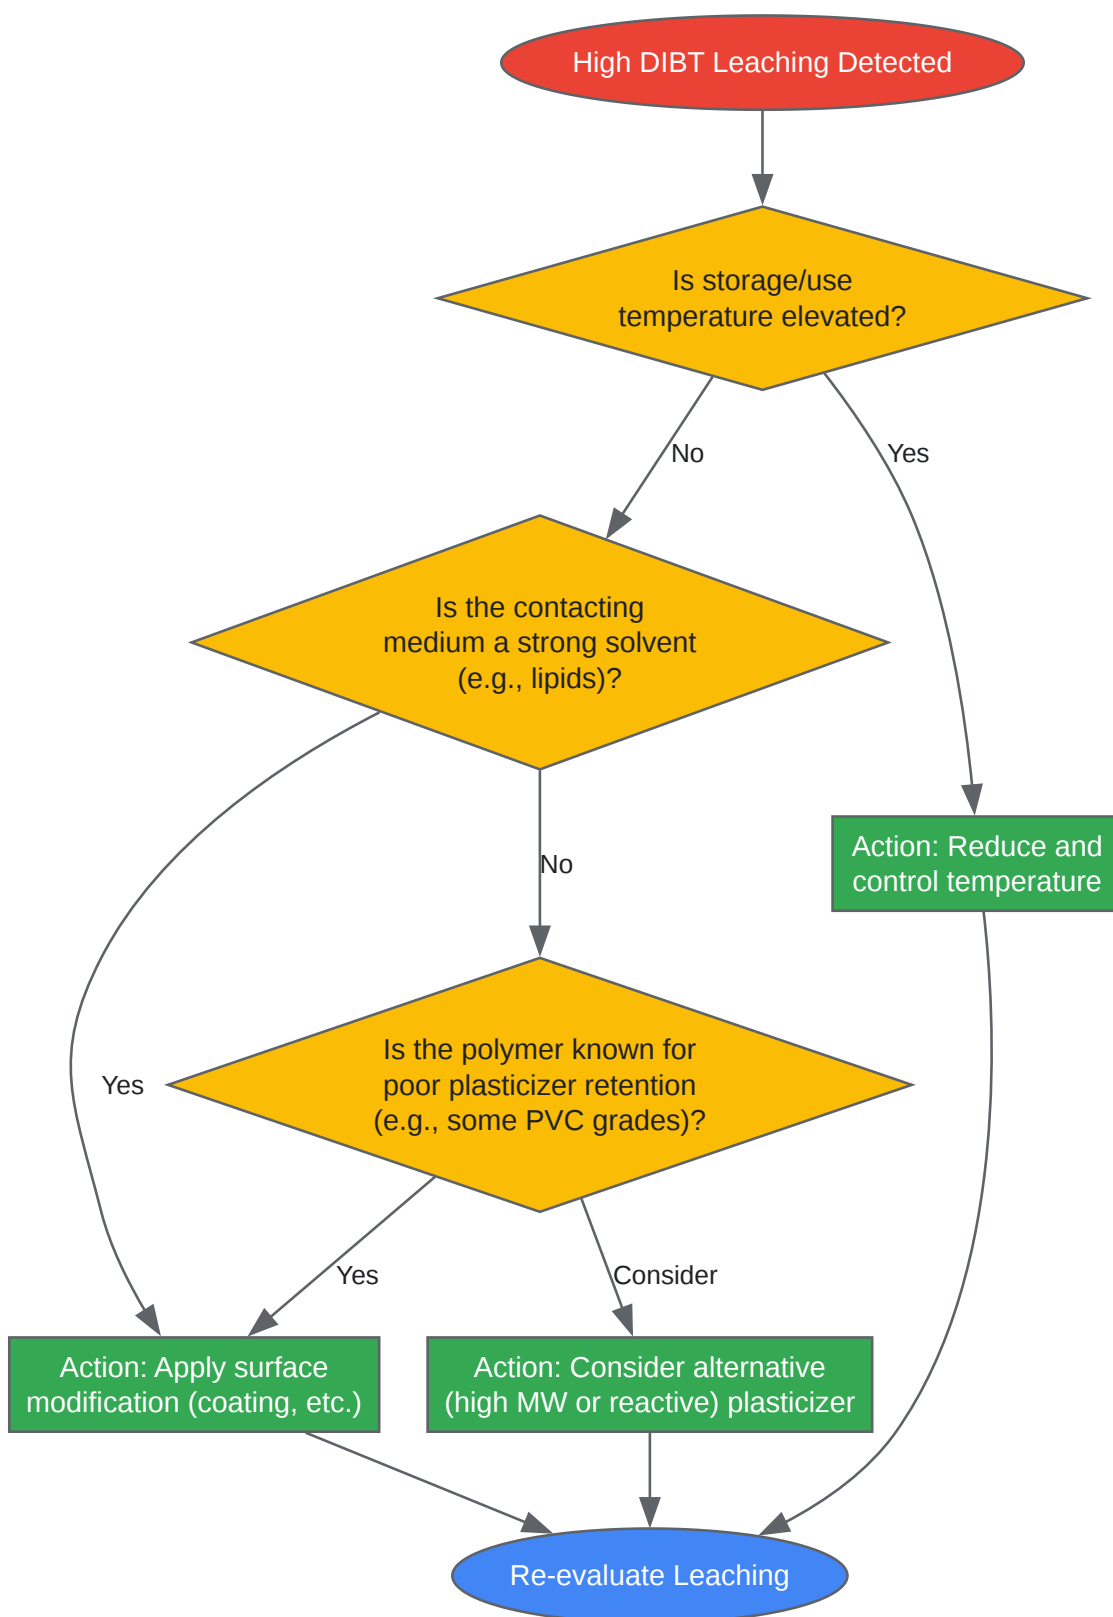 High DIBT Leaching Detected
Is storage/use
temperature elevated?
No
Yes
Is the contacting
medium a strong solvent
(e.g., lipids)?
Action: Reduce and
control temperature
No
Is the polymer known for
poor plasticizer retention
(e.g., some PVC grades)?
Yes
Yes
Consider
Action: Apply surface
modification (coating, etc.)
Action: Consider alternative
(high MW or reactive) plasticizer
Re-evaluate Leaching